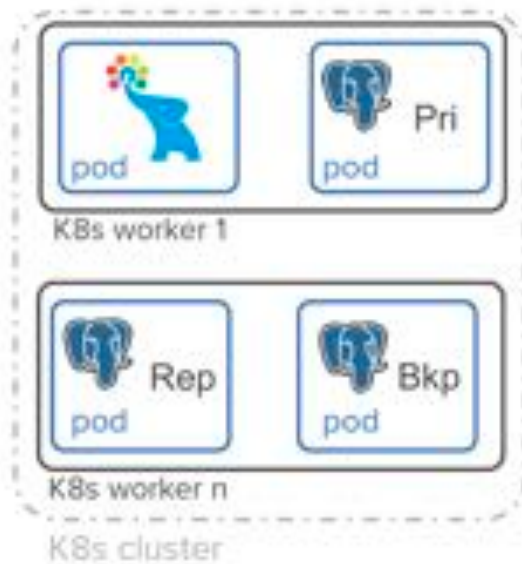 pod
Pri
pod
K8s worker 1
Rep
pod
Bkp
pod
K8s worker n
K8s cluster